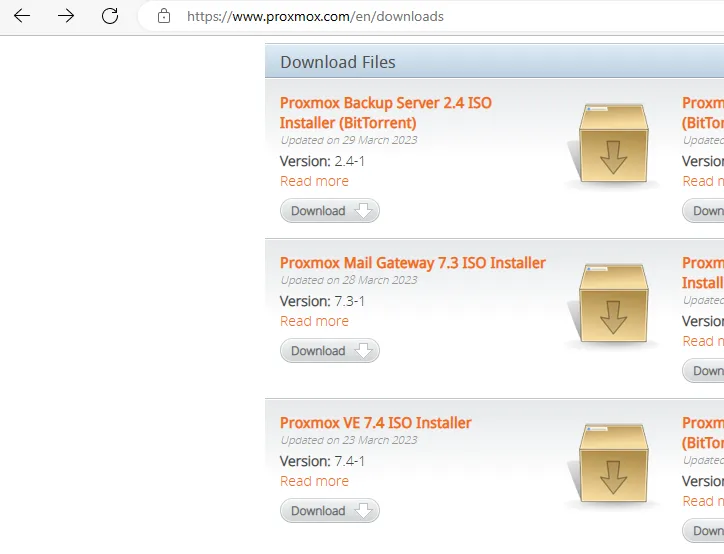 https://www.proxmox.com/en/downloads
Download Files
Proxmox Backup Server 2.4 ISO
Installer (BitTorrent)
Updated on 29 March 2023
Version: 2.4-1
Read more
Download
Proxmox Mail Gateway 7.3 ISO Installer
Updated on 28 March 2023
Version: 7.3-1
Read more
Download
Proxmox VE 7.4 ISO Installer
Updated on 23 March 2023
Version: 7.4-1
Read more
Download
Proxm
(BitTor
Updated
Versio
Read m
Down
Proxm
Install
Updated
Versio
Read m
Down
Proxm
(BitTor
Updated
Versio
Read m
Down